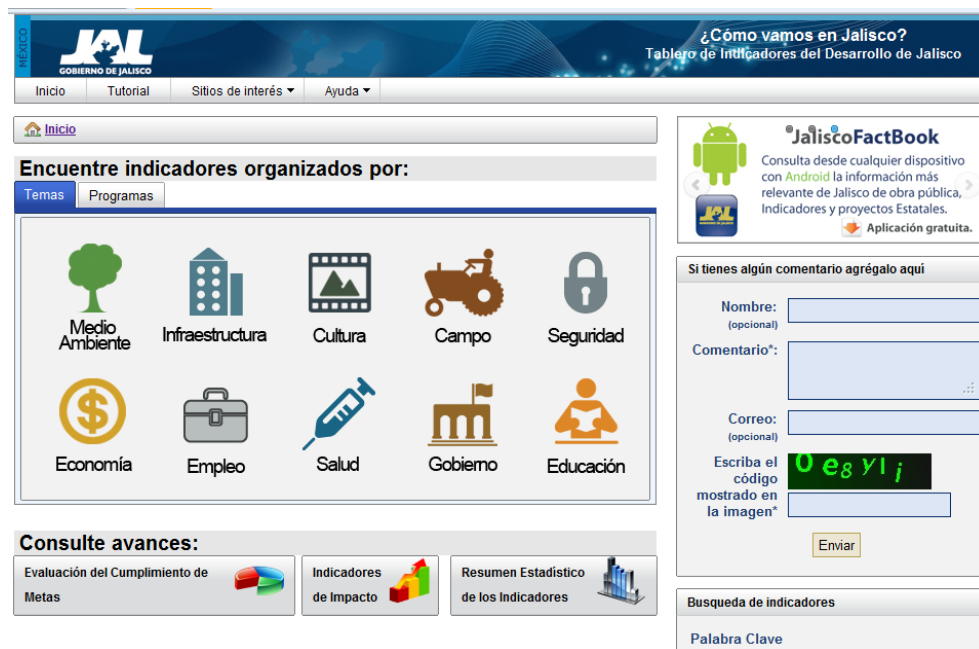 MÉXICO
JAL
GOBIERNO DE JALISCO
¿Cómo vamos en Jalisco?
Tablero de Indicadores del Desarrollo de Jalisco
Inicio
Tutorial
Sitios de interés
Ayuda
Inicio
Encuentre indicadores organizados por:
Temas
Programas
Medio
Ambiente
Infraestructura
Cultura
Campo
Seguridad
Economía
Empleo
Salud
Gobierno
Educación
Consulte avances:
Evaluación del Cumplimiento de
Metas
Indicadores
de Impacto
Resumen Estadístico
de los Indicadores
JaliscoFactBook
Consulta desde cualquier dispositivo
con Android la información más
relevante de Jalisco de obra pública,
Indicadores y proyectos Estatales.
JAL
Aplicación gratuita.
Si tienes algún comentario agrégalo aquí
Nombre:
(opcional)
Comentario*:
Correo:
(opcional)
Escriba el
código
mostrado en
la imagen*
Enviar
Busqueda de indicadores
Palabra Clave